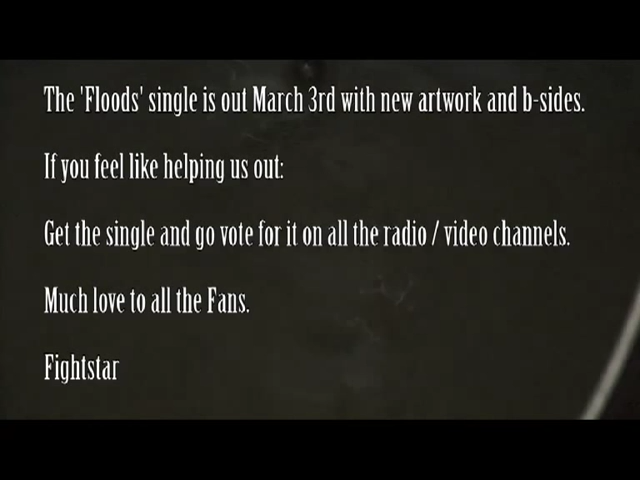 The 'Floods' single is out March 3rd with new artwork and b-sides.
If you feel like helping us out:
Get the single and go vote for it on all the radio / video channels.
Much love to all the Fans.
Fightstar